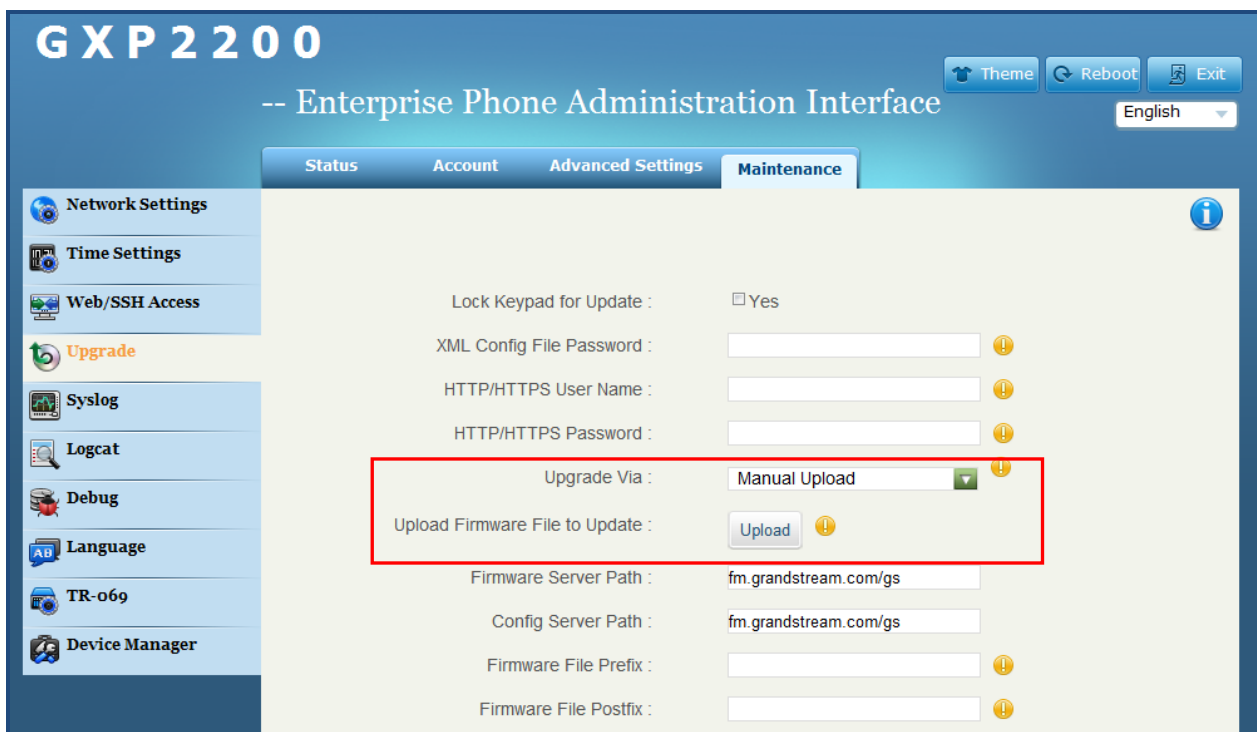 GXP2200
-- Enterprise Phone Administration Interface
Theme
Reboot
Exit
English
Status Account Advanced Settings Maintenance
Network Settings
Time Settings
Web/SSH Access
Upgrade
Syslog
Logcat
Debug
Language
TR-069
Device Manager
Lock Keypad for Update : Yes
XML Config File Password :
HTTP/HTTPS User Name :
HTTP/HTTPS Password :
Upgrade Via : Manual Upload
Upload Firmware File to Update : Upload
Firmware Server Path : fm.grandstream.com/gs
Config Server Path : fm.grandstream.com/gs
Firmware File Prefix :
Firmware File Postfix :